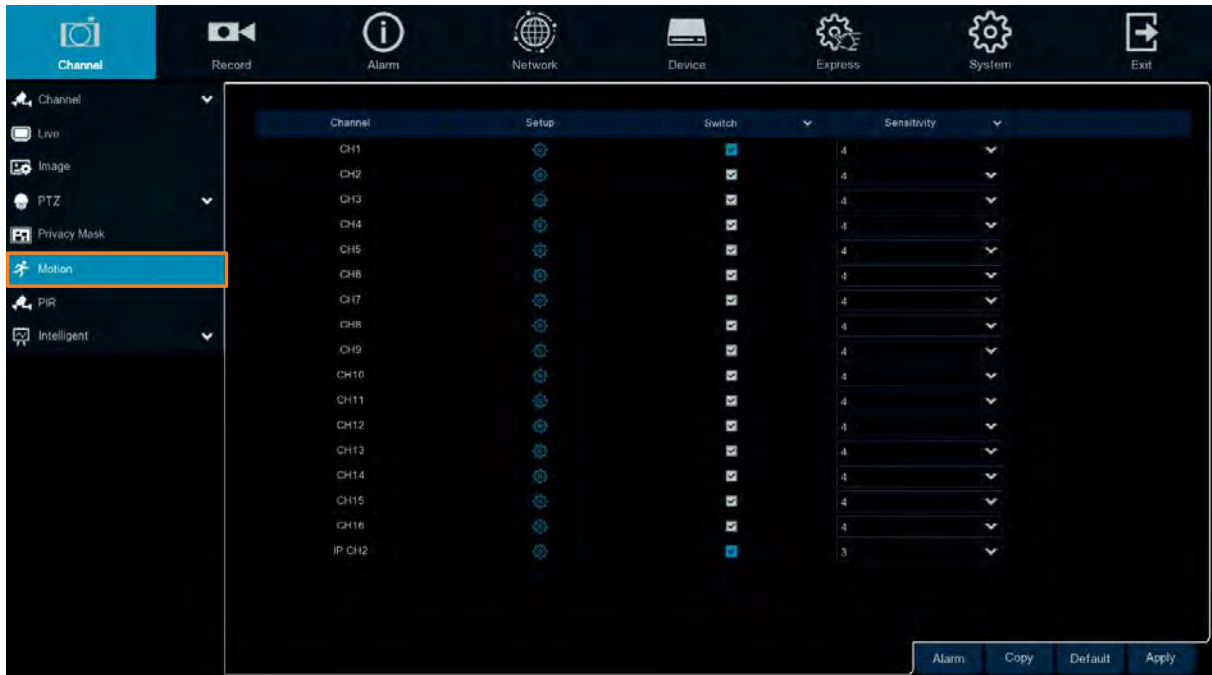 Channel Record Alarm Network Device Express System Exit
Channel
Live
Image
PTZ
Privacy Mask
Motion
PIR
Intelligent
Channel Setup Switch Sensitivity
CH1 4
CH2 4
CH3 4
CH4 4
CH5 4
CH6 4
CH7 4
CH8 4
CH9 4
CH10 4
CH11 4
CH12 4
CH13 4
CH14 4
CH15 4
CH16 4
IP CH2 3
Alarm Copy Default Apply